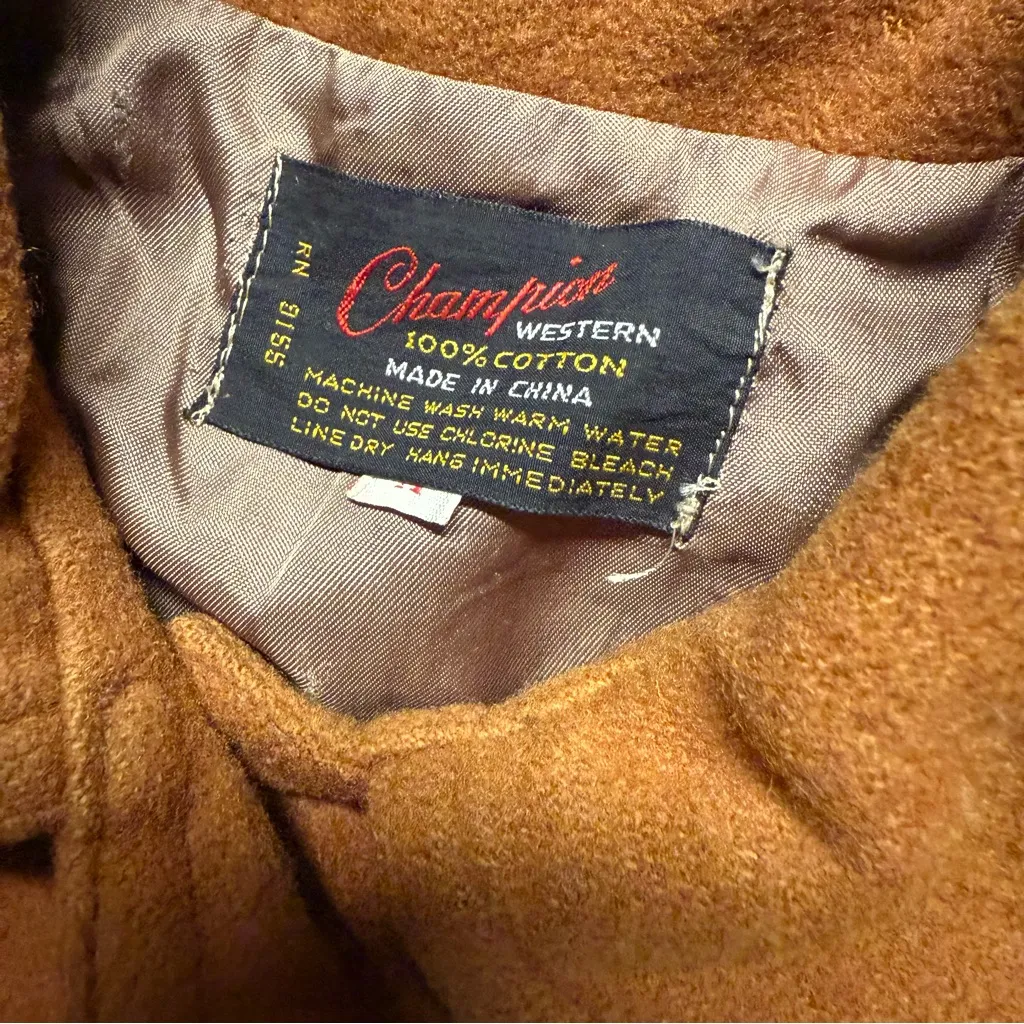 Champion
WESTERN
100% COTTON
MADE IN CHINA
MACHINE WASH WARM WATER
DO NOT USE CHLORINE BLEACH
LINE DRY HANG IMMEDIATELY
RN 9155